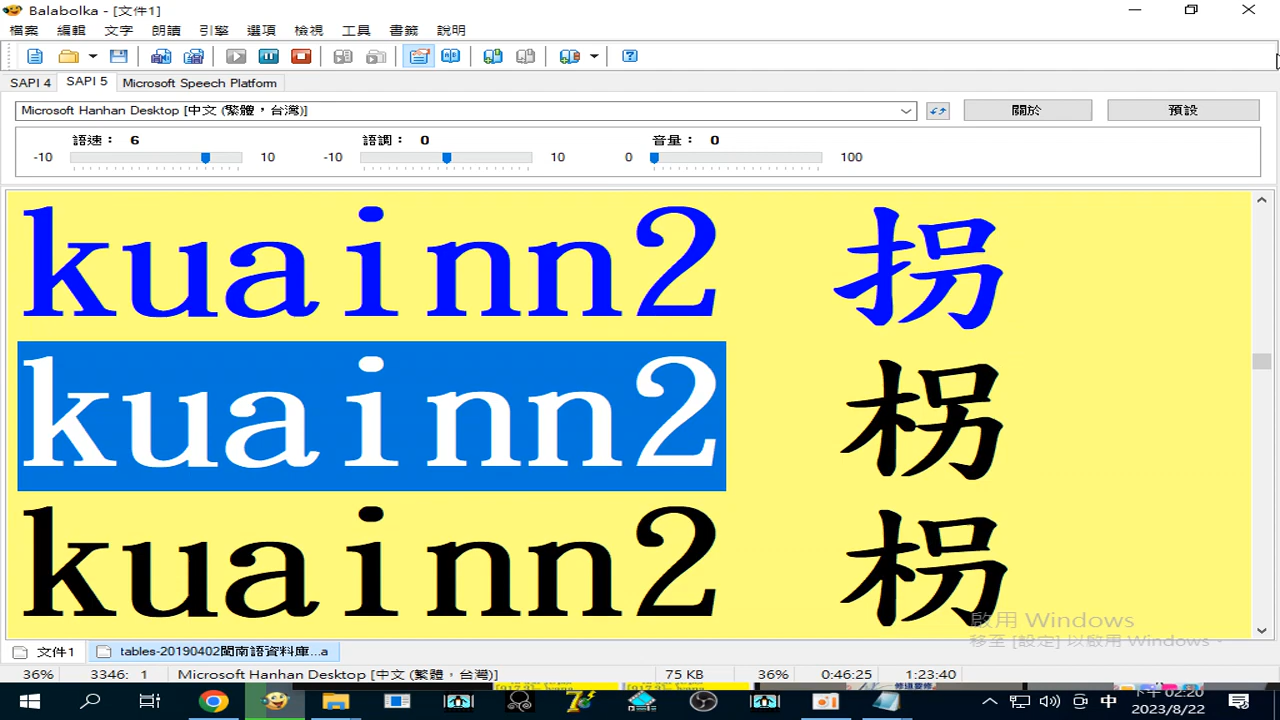 Balabolka - [文件1]
檔案 編輯 文字 朗讀 引擎 選項 檢視 工具 書籤 說明
SAPI 4 SAPI 5 Microsoft Speech Platform
Microsoft Hanhan Desktop [中文 (繁體，台灣)] 關於 預設
語速： 6 語調： 0 音量： 0
-10 10 -10 10 0 100
kuainn2 拐
kuainn2 柺
kuainn2 枴
啟用 Windows
移至 [設定] 以啟用 Windows。
文件1 tables-20190402閩南語資料庫...a
36% 3346: 1 Microsoft Hanhan Desktop [中文 (繁體，台灣)] 75 KB 36% 0:46:25 1:23:40
中 下午 02:20
2023/8/22